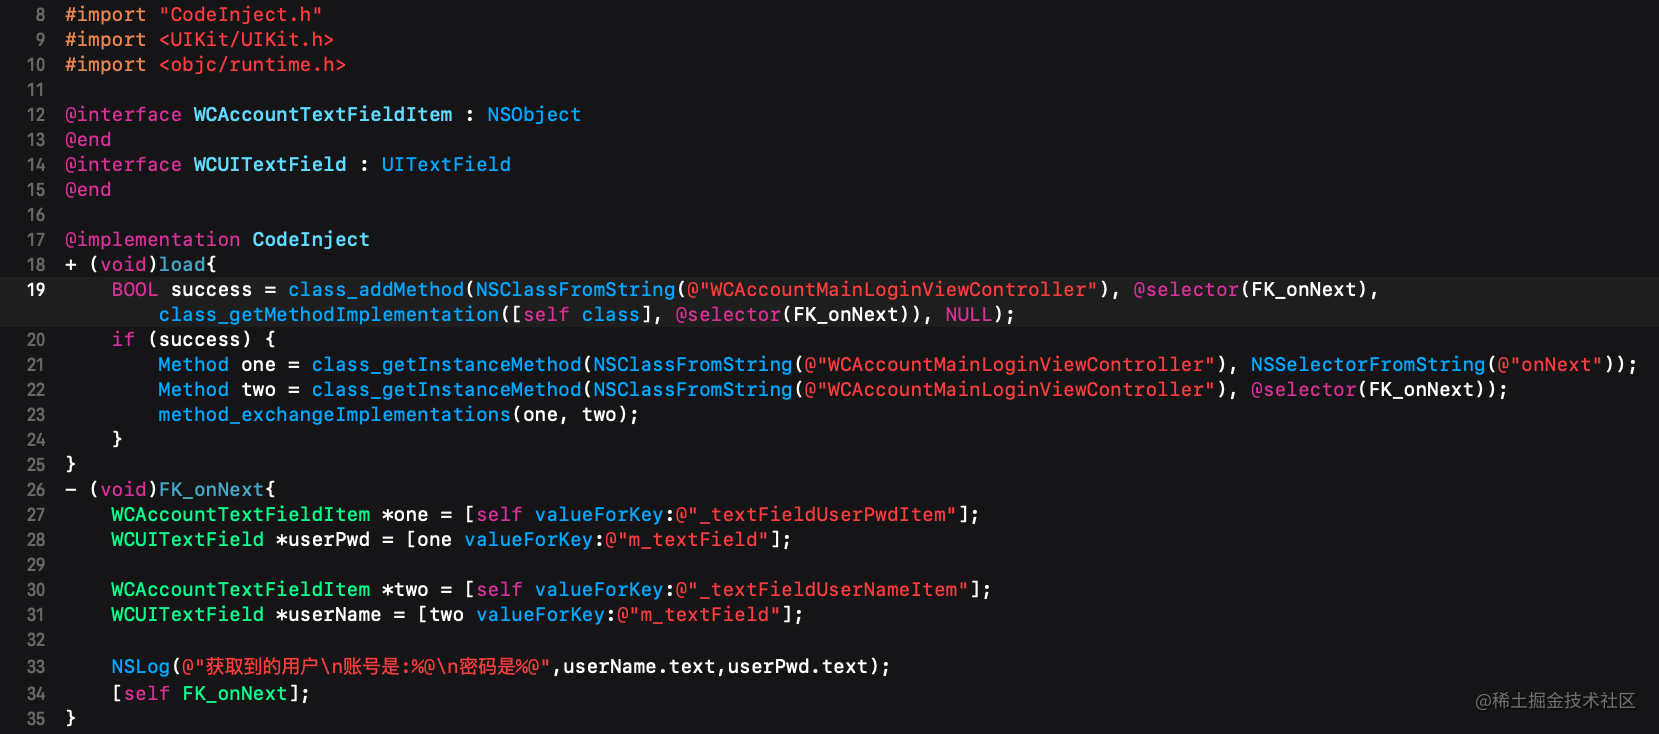 8 #import "CodeInject.h"
9 #import <UIKit/UIKit.h>
10 #import <objc/runtime.h>
11
12 @interface WCAccountTextFieldItem : NSObject
13 @end
14 @interface WCUITextField : UITextField
15 @end
16
17 @implementation CodeInject
18 + (void)load{
19     BOOL success = class_addMethod(NSClassFromString(@"WCAccountMainLoginViewController"), @selector(FK_onNext),
        class_getMethodImplementation([self class], @selector(FK_onNext)), NULL);
20     if (success) {
21         Method one = class_getInstanceMethod(NSClassFromString(@"WCAccountMainLoginViewController"), NSSelectorFromString(@"onNext"));
22         Method two = class_getInstanceMethod(NSClassFromString(@"WCAccountMainLoginViewController"), @selector(FK_onNext));
23         method_exchangeImplementations(one, two);
24     }
25 }
26 - (void)FK_onNext{
27     WCAccountTextFieldItem *one = [self valueForKey:@"_textFieldUserPwdItem"];
28     WCUITextField *userPwd = [one valueForKey:@"m_textField"];
29
30     WCAccountTextFieldItem *two = [self valueForKey:@"_textFieldUserNameItem"];
31     WCUITextField *userName = [two valueForKey:@"m_textField"];
32
33     NSLog(@"获取到的用户\n账号是:%@\n密码是%@",userName.text,userPwd.text);
34     [self FK_onNext];
35 }
@稀土掘金技术社区